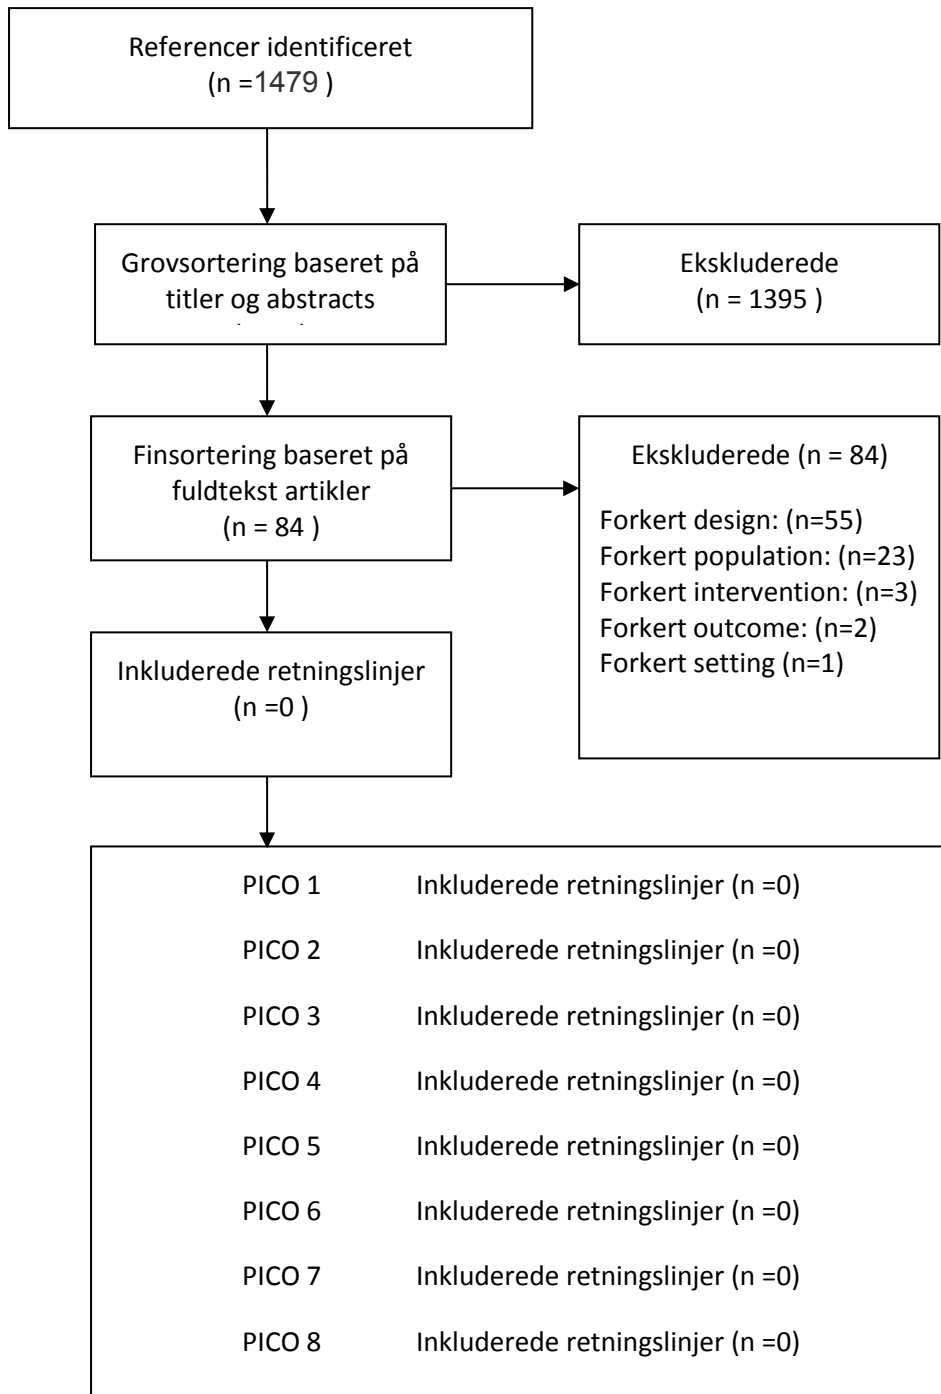 Referencer identificeret
(n =1479 )
Grovsortering baseret på
titler og abstracts
Ekskluderede
(n = 1395 )
Finsortering baseret på
fuldtekst artikler
(n = 84 )
Ekskluderede (n = 84)
Forkert design: (n=55)
Forkert population: (n=23)
Forkert intervention: (n=3)
Forkert outcome: (n=2)
Forkert setting (n=1)
Inkluderede retningslinjer
(n =0 )
PICO 1 Inkluderede retningslinjer (n =0)
PICO 2 Inkluderede retningslinjer (n =0)
PICO 3 Inkluderede retningslinjer (n =0)
PICO 4 Inkluderede retningslinjer (n =0)
PICO 5 Inkluderede retningslinjer (n =0)
PICO 6 Inkluderede retningslinjer (n =0)
PICO 7 Inkluderede retningslinjer (n =0)
PICO 8 Inkluderede retningslinjer (n =0)